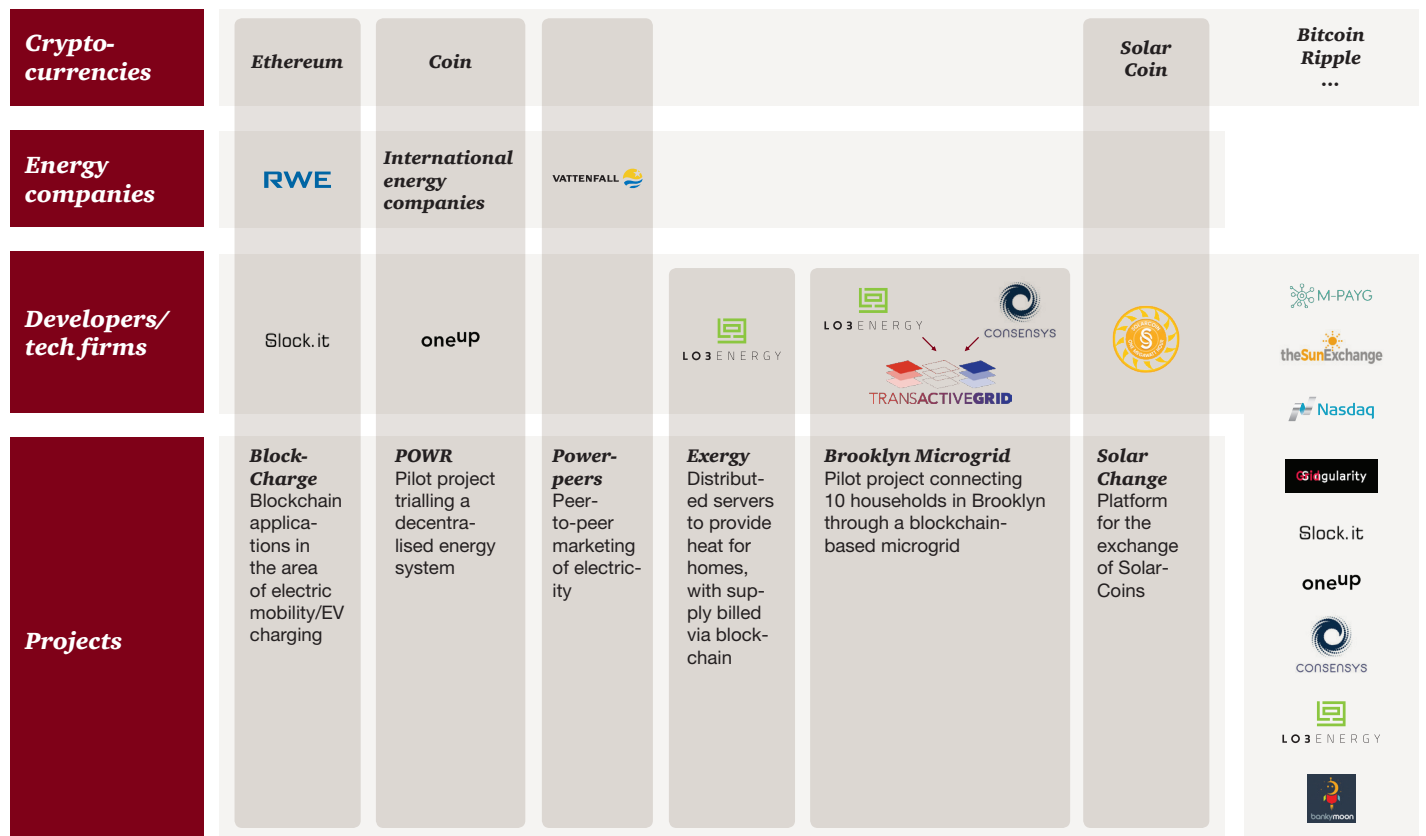 Crypto-
currencies
Ethereum
Coin
Solar
Coin
Bitcoin
Ripple
...
Energy
companies
RWE
International
energy
companies
VATTENFALL
Developers/
tech firms
Slock.it
oneup
LO3ENERGY
LO3ENERGY
CONSENSYS
TRANSACTIVEGRID
SOLARCOIN
M-PAYG
theSunExchange
Nasdaq
Gridsingularity
Slock.it
oneup
CONSENSYS
LO3ENERGY
bankymoon
Projects
Block-
Charge
Blockchain
applica-
tions in
the area
of electric
mobility/EV
charging
POWR
Pilot project
trialling a
decentra-
lised energy
system
Power-
peers
Peer-
to-peer
marketing
of electric-
ity
Exergy
Distribut-
ed servers
to provide
heat for
homes,
with sup-
ply billed
via block-
chain
Brooklyn Microgrid
Pilot project connecting
10 households in Brooklyn
through a blockchain-
based microgrid
Solar
Change
Platform
for the
exchange
of Solar-
Coins